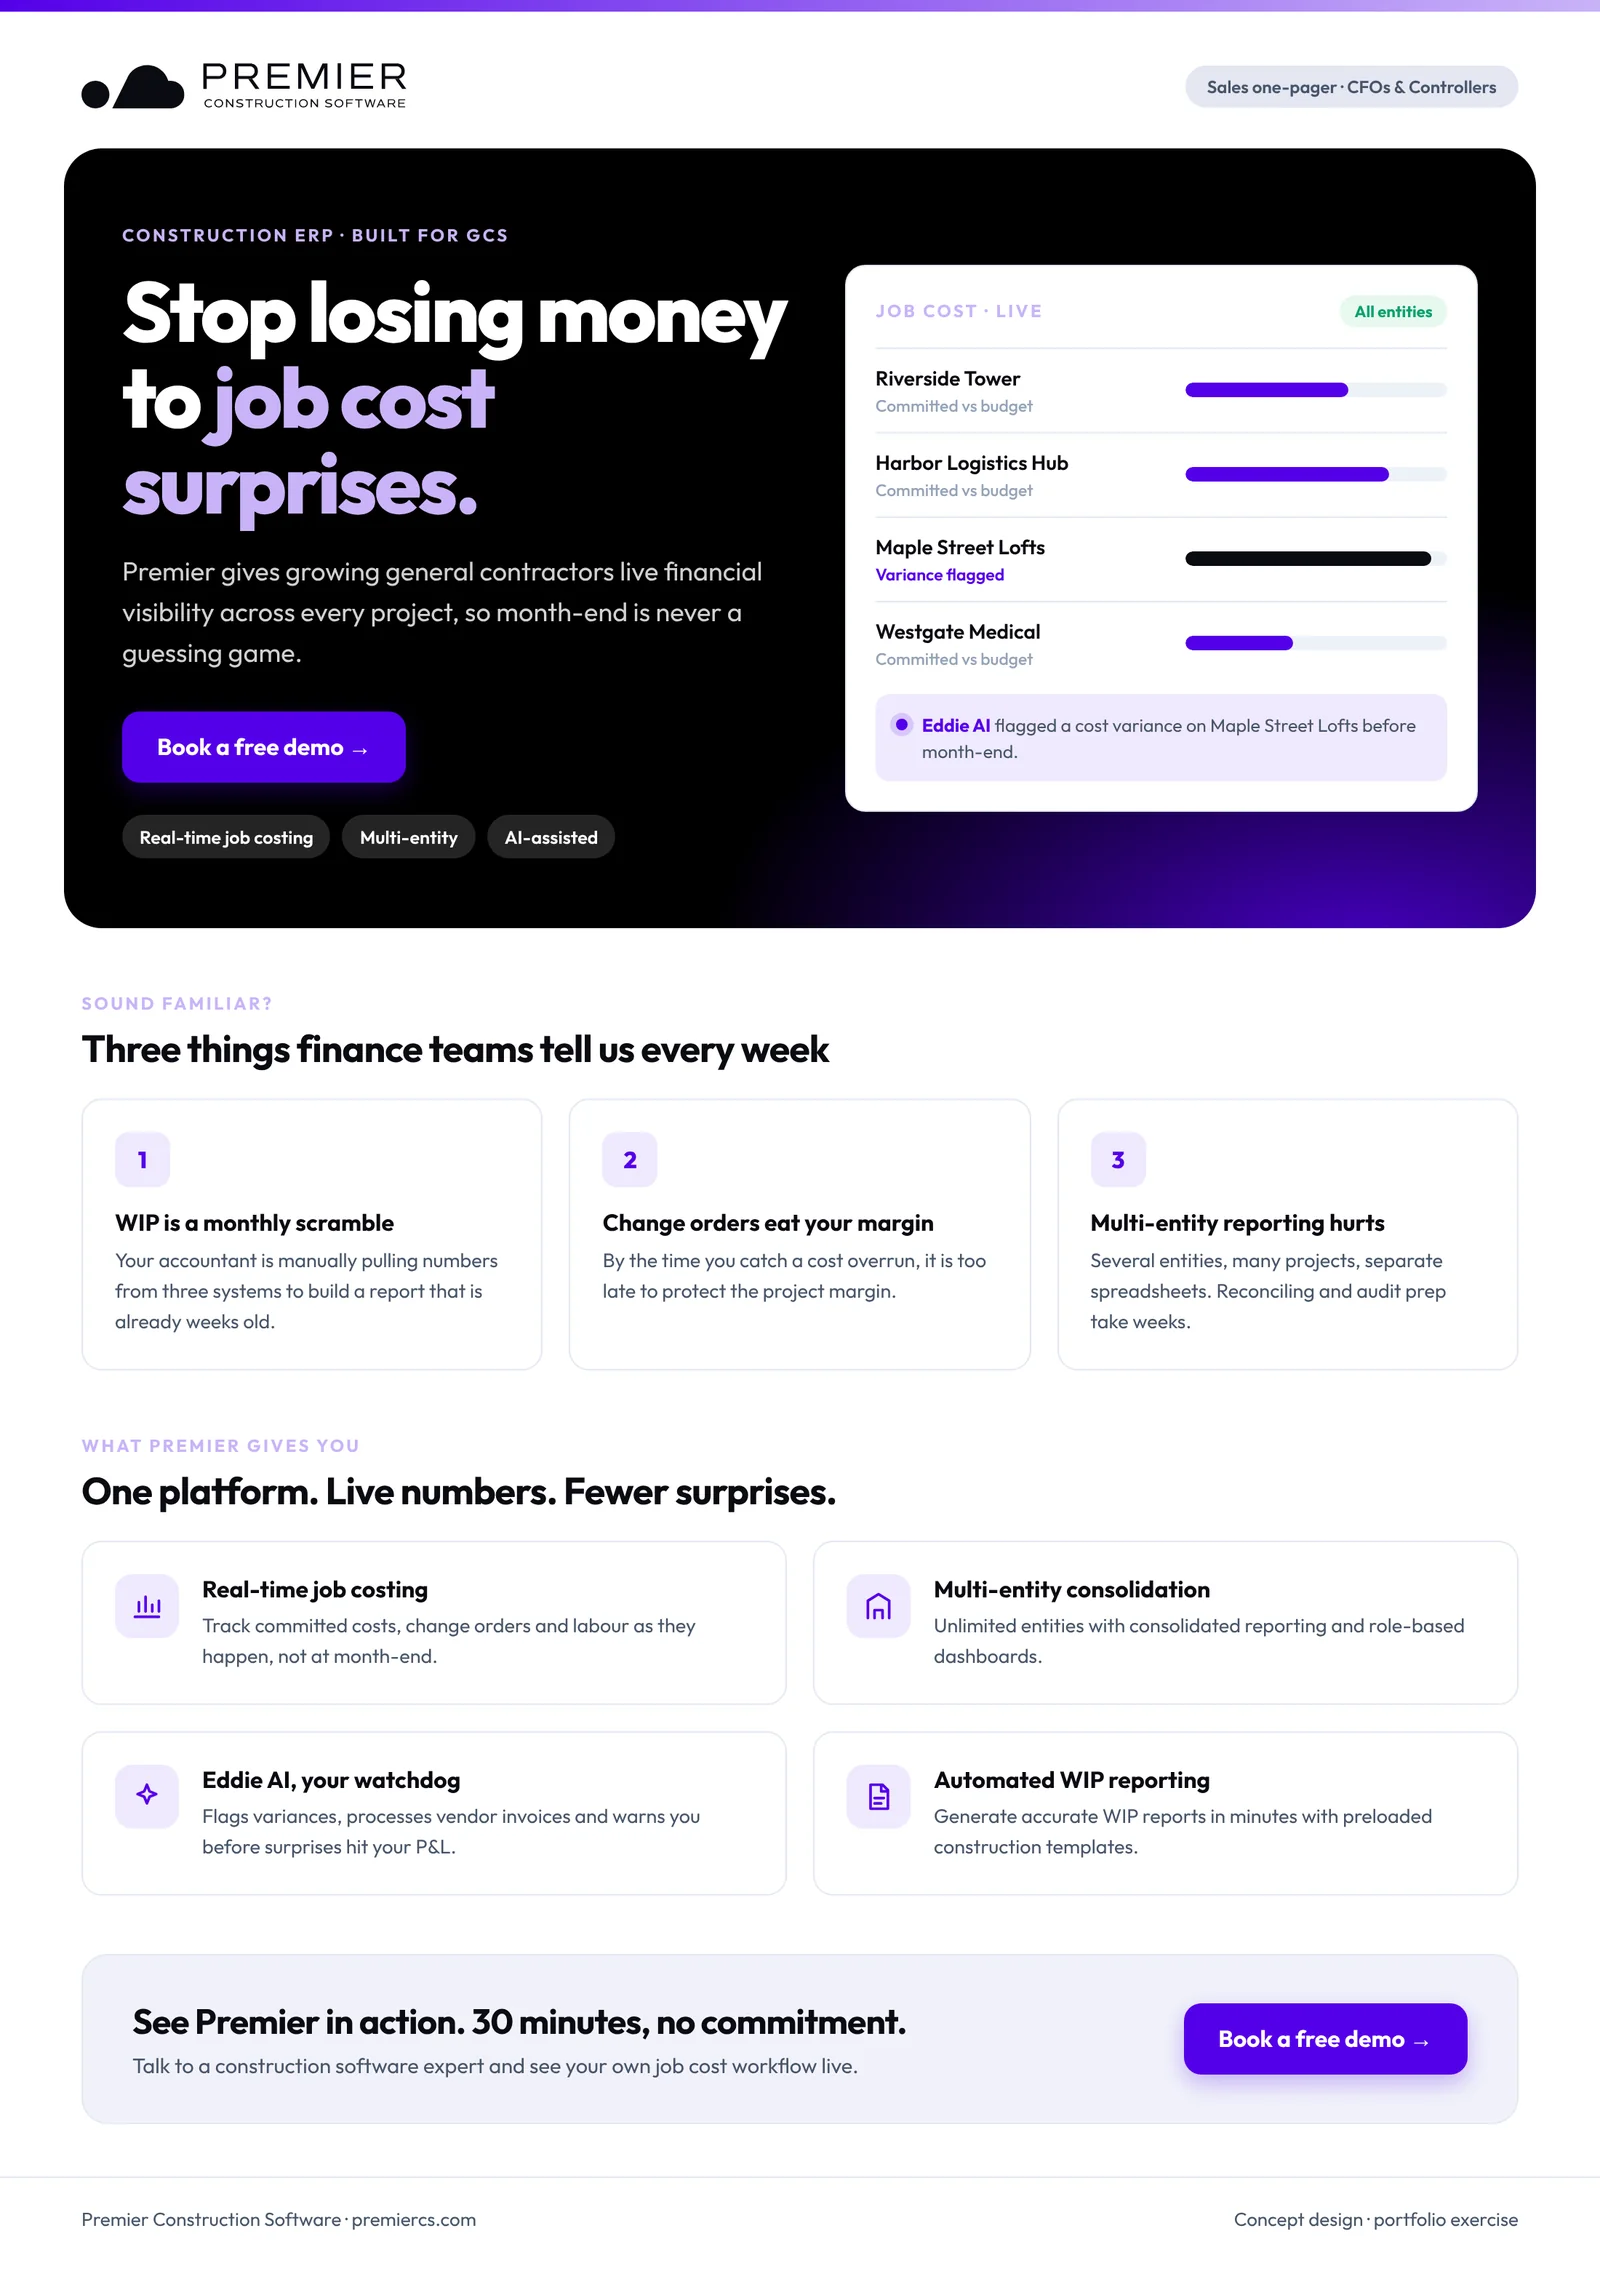 PREMIER
CONSTRUCTION SOFTWARE
Sales one-pager · CFOs & Controllers
CONSTRUCTION ERP · BUILT FOR GCS
Stop losing money
to job cost
surprises.
Premier gives growing general contractors live financial
visibility across every project, so month-end is never a
guessing game.
Book a free demo →
Real-time job costing
Multi-entity
AI-assisted
JOB COST · LIVE
All entities
Riverside Tower
Committed vs budget
Harbor Logistics Hub
Committed vs budget
Maple Street Lofts
Variance flagged
Westgate Medical
Committed vs budget
Eddie AI flagged a cost variance on Maple Street Lofts before
month-end.
SOUND FAMILIAR?
Three things finance teams tell us every week
1
WIP is a monthly scramble
Your accountant is manually pulling numbers
from three systems to build a report that is
already weeks old.
2
Change orders eat your margin
By the time you catch a cost overrun, it is too
late to protect the project margin.
3
Multi-entity reporting hurts
Several entities, many projects, separate
spreadsheets. Reconciling and audit prep
take weeks.
WHAT PREMIER GIVES YOU
One platform. Live numbers. Fewer surprises.
Real-time job costing
Track committed costs, change orders and labour as they
happen, not at month-end.
Multi-entity consolidation
Unlimited entities with consolidated reporting and role-based
dashboards.
Eddie AI, your watchdog
Flags variances, processes vendor invoices and warns you
before surprises hit your P&L.
Automated WIP reporting
Generate accurate WIP reports in minutes with preloaded
construction templates.
See Premier in action. 30 minutes, no commitment.
Talk to a construction software expert and see your own job cost workflow live.
Book a free demo →
Premier Construction Software · premiercs.com
Concept design · portfolio exercise